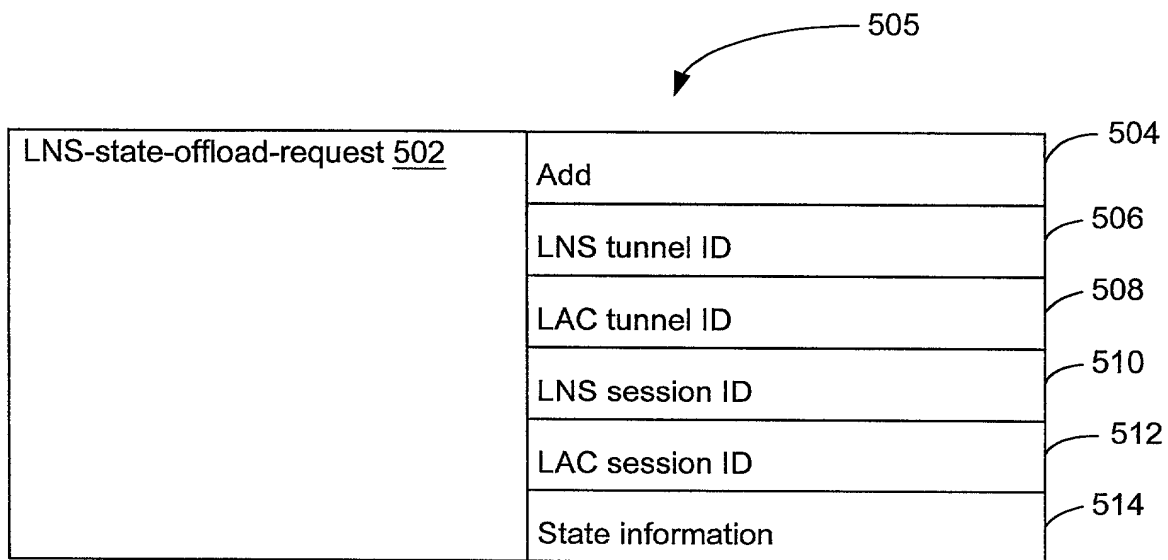 505
LNS-state-offload-request 502
Add
504
LNS tunnel ID
506
LAC tunnel ID
508
LNS session ID
510
LAC session ID
512
State information
514